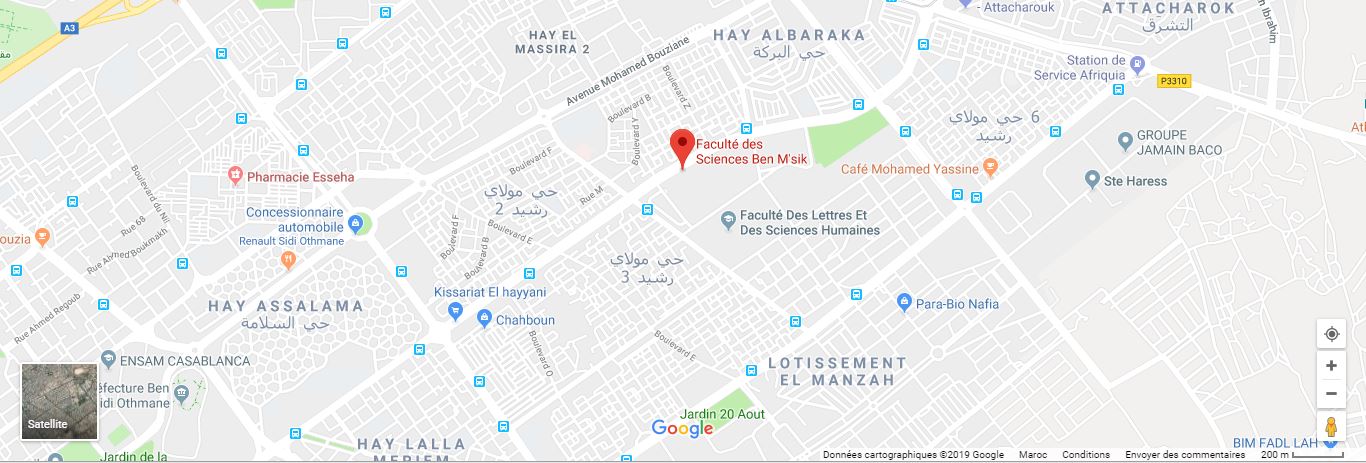 A3
HAY EL
MASSIRA 2
Avenue Mohamed Bouziane
HAY ALBARAKA
حي البركة
- Attacharouk
ATTACHAROK
التشرق
Station de
Service Afriquia
P3310
Boulevard Z
Boulevard B
Boulevard Y
Boulevard F
6 حي مولاي
رشيد
GROUPE
JAMAIN BACO
Faculté des
Sciences Ben M'sik
Café Mohamed Yassine
Ste Haress
Pharmacie Esseha
Boulevard du Nil
حي مولاي
رشيد 2
Rue M
Concessionnaire
automobile
Renault Sidi Othmane
Rue 68
Rue Ahmed Boukmakh
ouzia
Boulevard F
Boulevard B
Boulevard E
Faculté Des Lettres Et
Des Sciences Humaines
حي مولاي
رشيد 3
Kissariat El hayyani
Chahboun
Para-Bio Nafia
HAY ASSALAMA
حي السلامة
Rue Ahmed Regoub
ENSAM CASABLANCA
Boulevard O
Boulevard E
LOTISSEMENT
EL MANZAH
éfecture Ben
idi Othmane
Satellite
Jardin 20 Aout
Google
HAY LALLA
MERIEM
Jardin de la
BIM FADL LAH
Données cartographiques ©2019 Google Maroc Conditions Envoyer des commentaires 200 m